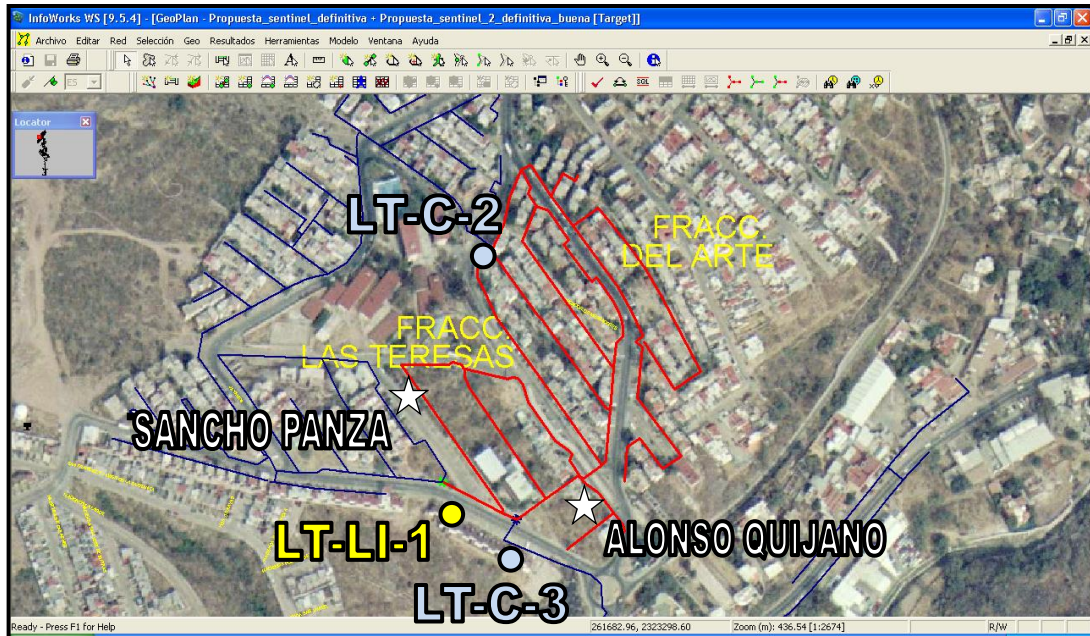 InfoWorks WS [9.5.4] - [GeoPlan - Propuesta_sentinel_definitiva + Propuesta_sentinel_2_definitiva_buena [Target]]
Archivo Editar Red Selección Geo Resultados Herramientas Modelo Ventana Ayuda
ES
SQL
Locator
LT-C-2
FRACC.
DEL ARTE
FRACC.
LAS TERESAS
SANCHO PANZA
LT-LI-1
ALONSO QUIJANO
LT-C-3
Ready - Press F1 for Help
261682.96, 2323298.60
Zoom (m): 436.54 [1:2674]
R/W